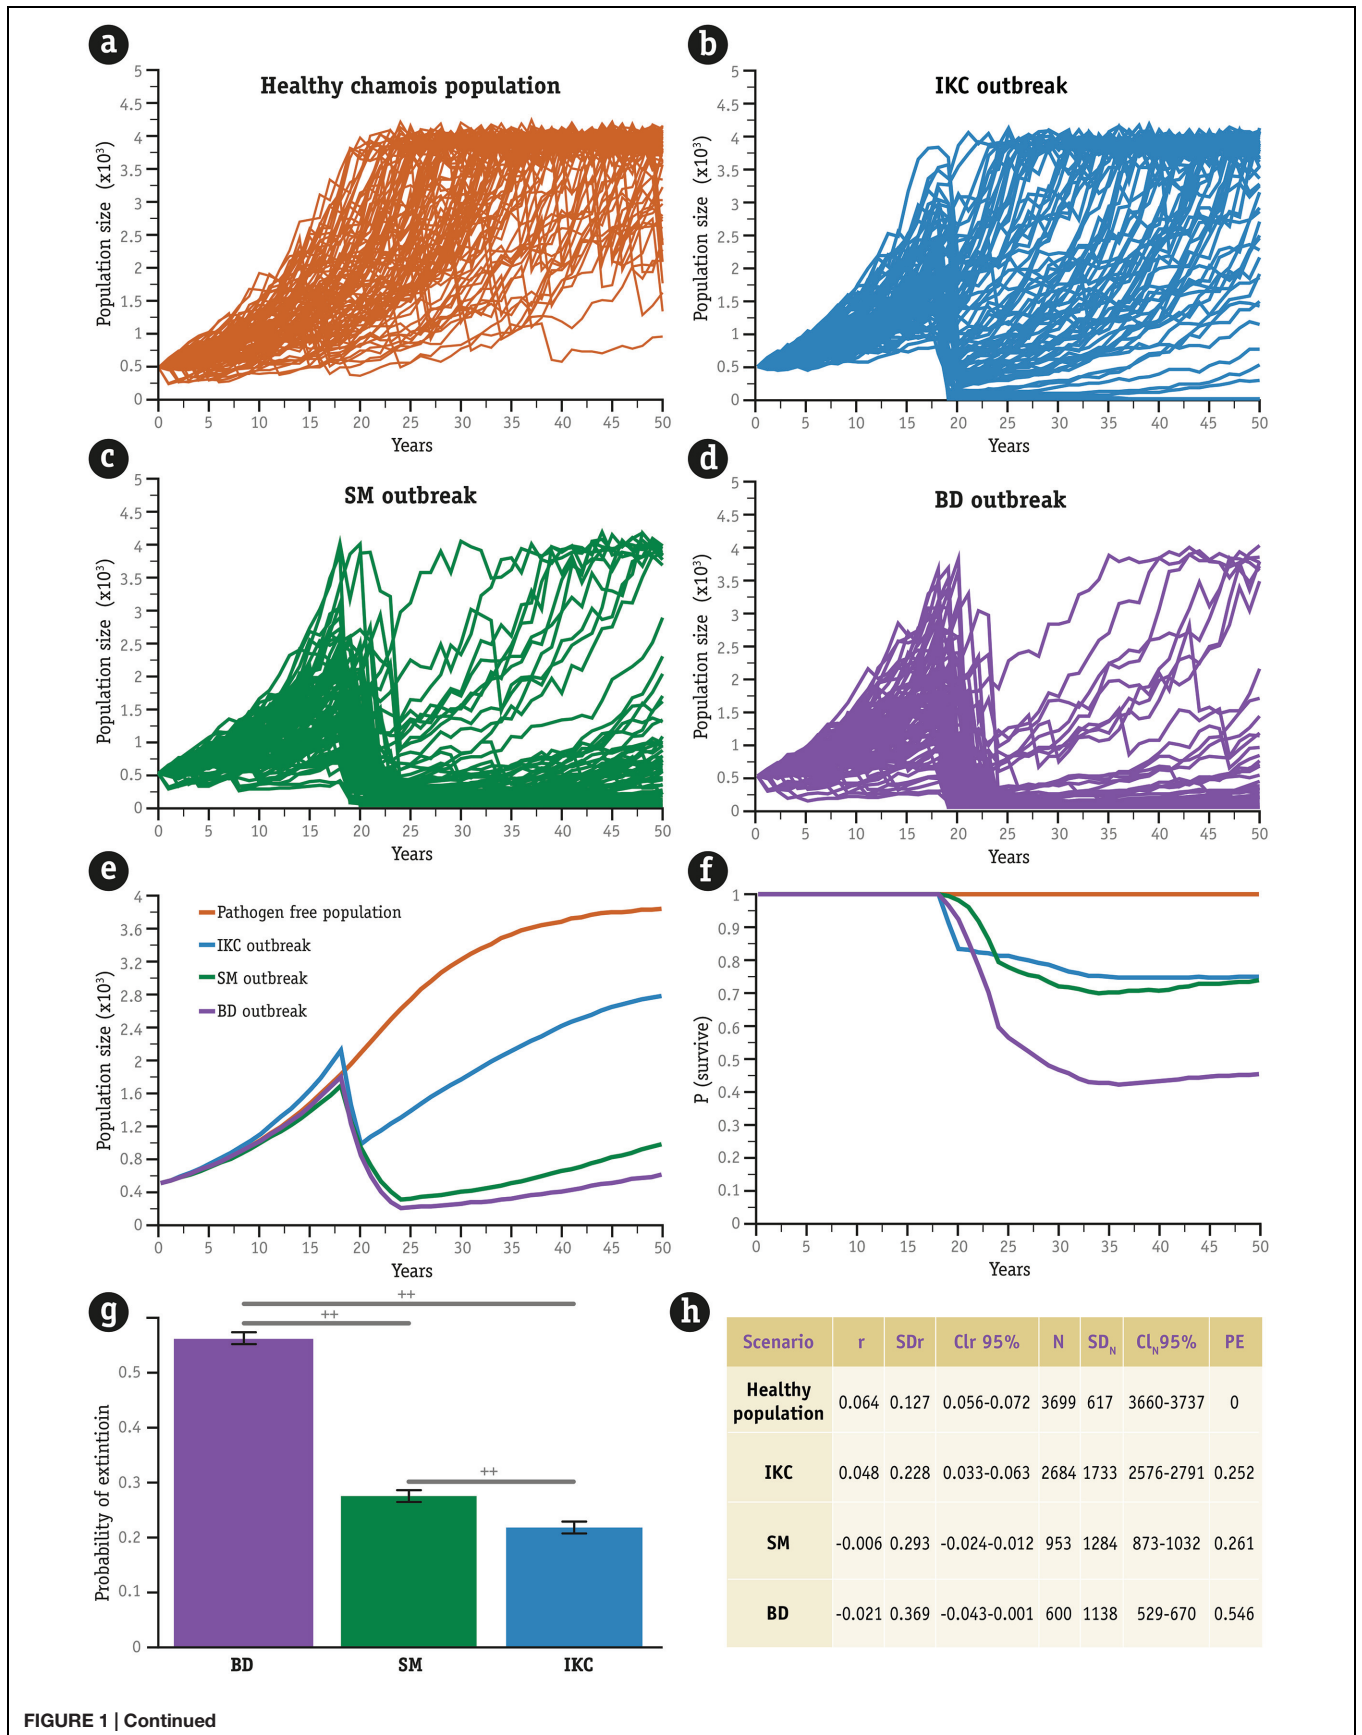 a
Healthy chamois population
Population size (x10³)
5
4.5
4
3.5
3
2.5
2
1.5
1
0.5
0
0 5 10 15 20 25 30 35 40 45 50
Years
b
IKC outbreak
Population size (x10³)
5
4.5
4
3.5
3
2.5
2
1.5
1
0.5
0
0 5 10 15 20 25 30 35 40 45 50
Years
c
SM outbreak
Population size (x10³)
5
4.5
4
3.5
3
2.5
2
1.5
1
0.5
0
0 5 10 15 20 25 30 35 40 45 50
Years
d
BD outbreak
Population size (x10³)
5
4.5
4
3.5
3
2.5
2
1.5
1
0.5
0
0 5 10 15 20 25 30 35 40 45 50
Years
e
Population size (x10³)
4
3.6
3.2
2.8
2.4
2
1.6
1.2
0.8
0.4
0
Pathogen free population
IKC outbreak
SM outbreak
BD outbreak
0 5 10 15 20 25 30 35 40 45 50
Years
f
P (survive)
1
0.9
0.8
0.7
0.6
0.5
0.4
0.3
0.2
0.1
0
0 5 10 15 20 25 30 35 40 45 50
Years
g
Probability of extintioin
++
++
++
0.5
0.4
0.3
0.2
0.1
0
BD SM IKC
h
Scenario r SDr Clr 95% N SD_N Cl_N95% PE
Healthy
population 0.064 0.127 0.056-0.072 3699 617 3660-3737 0
IKC 0.048 0.228 0.033-0.063 2684 1733 2576-2791 0.252
SM -0.006 0.293 -0.024-0.012 953 1284 873-1032 0.261
BD -0.021 0.369 -0.043-0.001 600 1138 529-670 0.546
FIGURE 1 | Continued